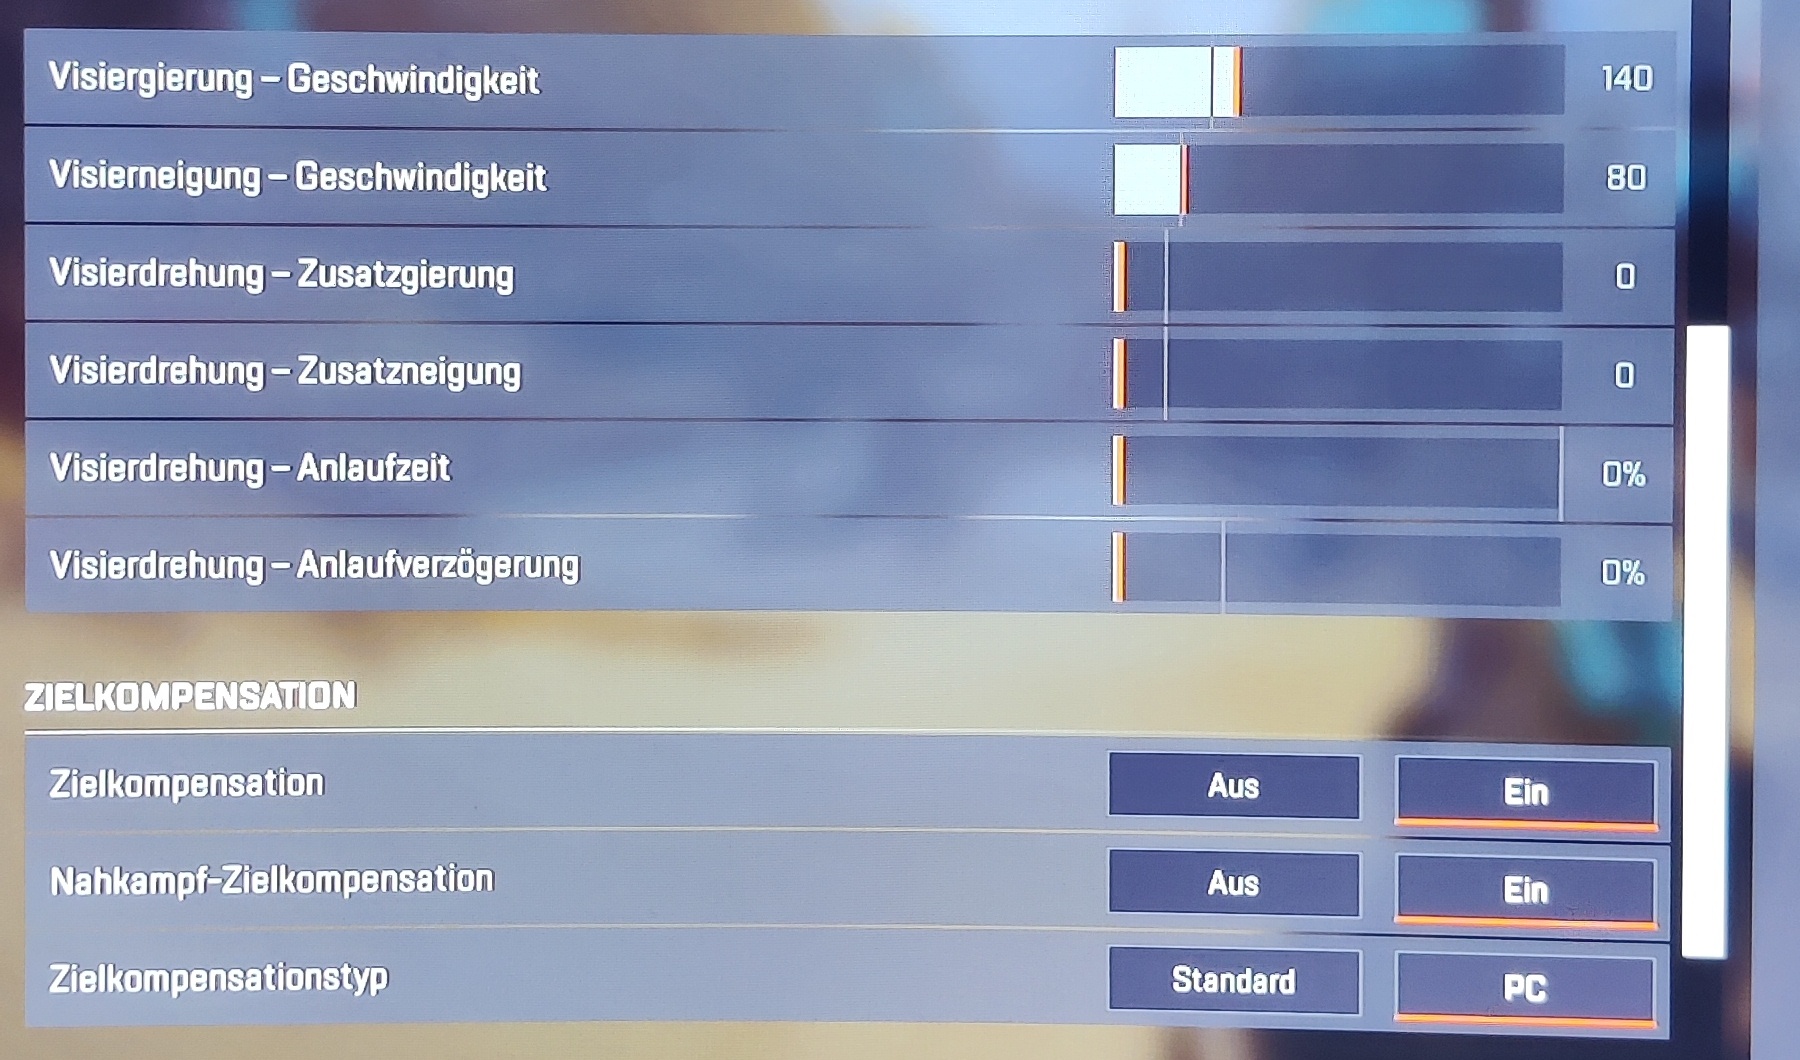 Visiergierung – Geschwindigkeit 140
Visierneigung – Geschwindigkeit 80
Visierdrehung – Zusatzgierung 0
Visierdrehung – Zusatzneigung 0
Visierdrehung – Anlaufzeit 0%
Visierdrehung – Anlaufverzögerung 0%
ZIELKOMPENSATION
Zielkompensation Aus Ein
Nahkampf-Zielkompensation Aus Ein
Zielkompensationstyp Standard PC